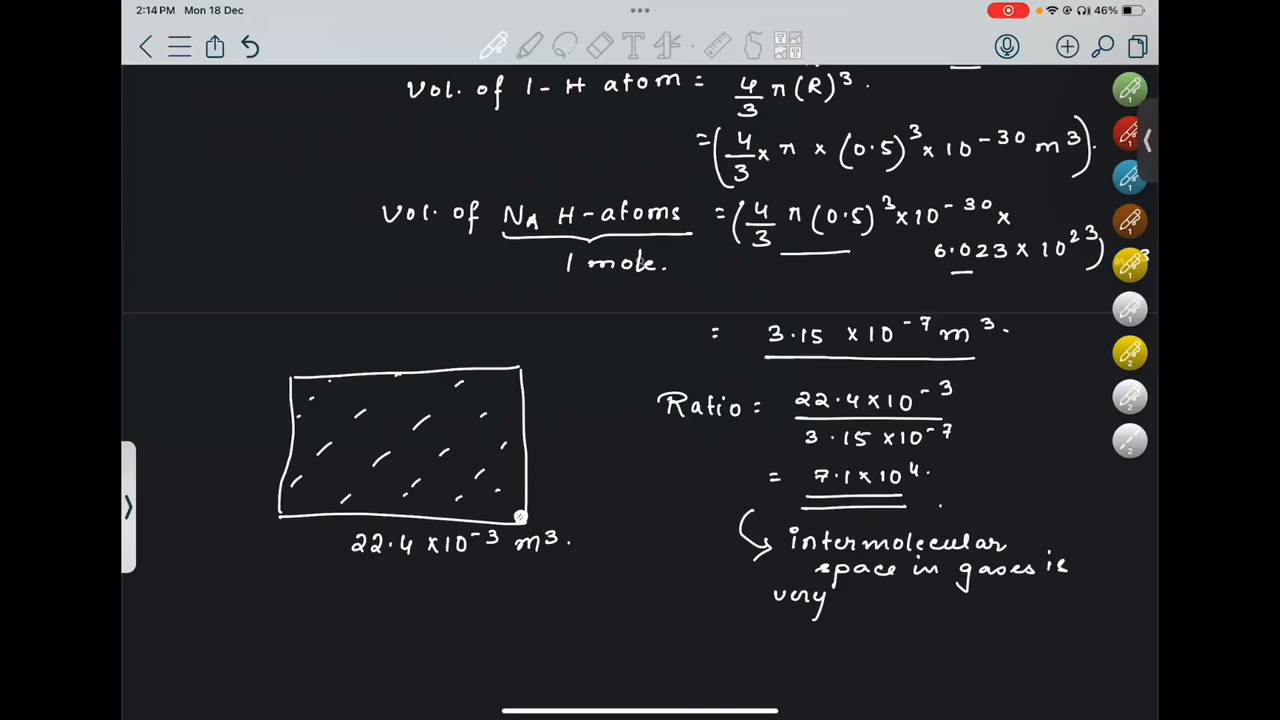 2:14 PM Mon 18 Dec
46%
Vol. of 1-H atom = 4/3 π (R)³.
= (4/3 × π × (0.5)³ × 10⁻³⁰ m³).
Vol. of NA H-atoms = (4/3 π (0.5)³ × 10⁻³⁰ ×
6.023 × 10²³) m³
1 mole.
= 3.15 × 10⁻⁷ m³.
Ratio = 22.4 × 10⁻³ / 3.15 × 10⁻⁷
= 7.1 × 10⁴.
22.4 × 10⁻³ m³.
intermolecular
space in gases is
very